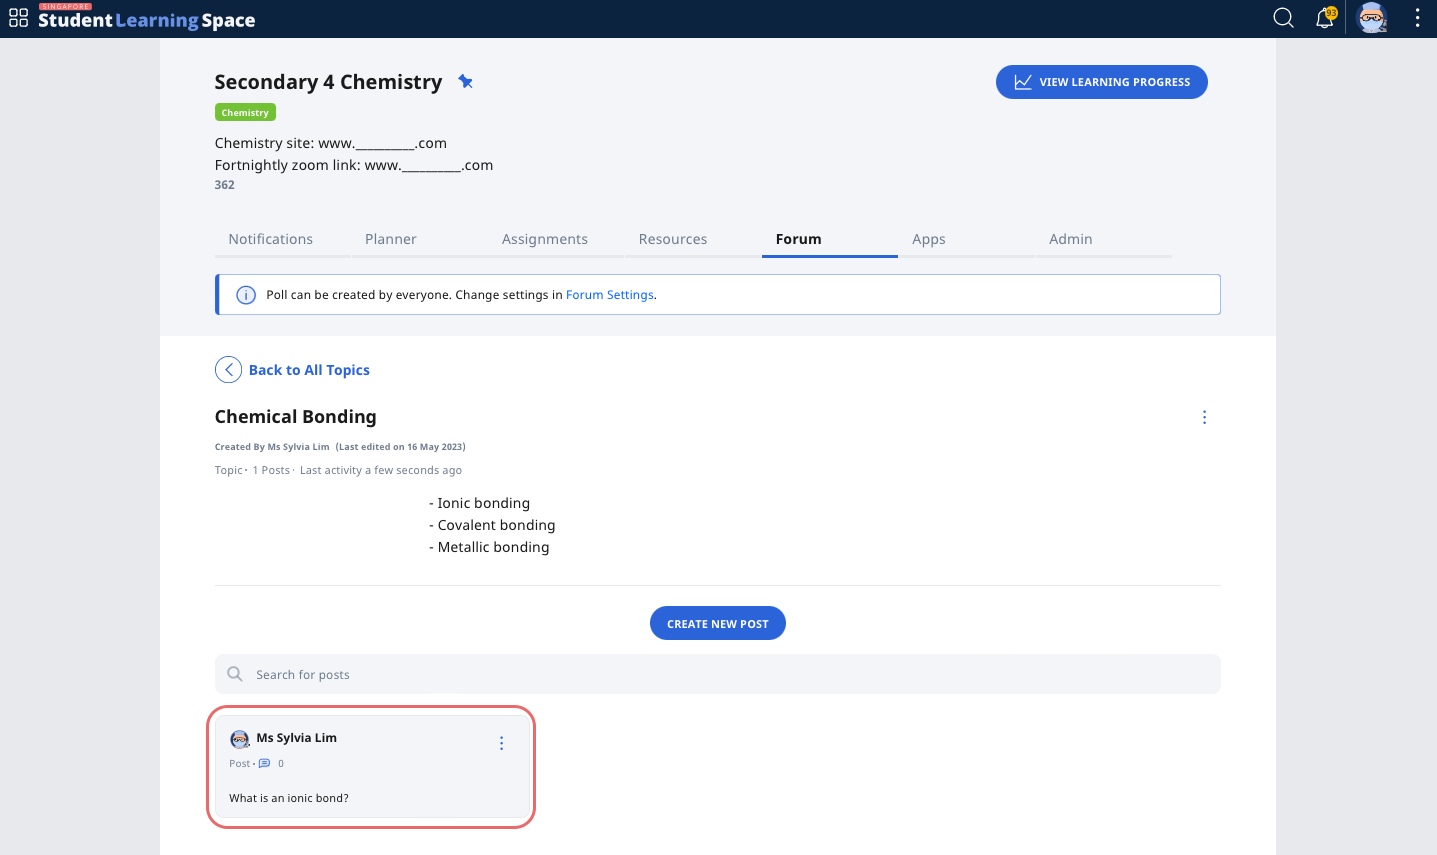 SINGAPORE
Student Learning Space
93
Secondary 4 Chemistry
VIEW LEARNING PROGRESS
Chemistry
Chemistry site: www.__________.com
Fortnightly zoom link: www.__________.com
362
Notifications Planner Assignments Resources Forum Apps Admin
Poll can be created by everyone. Change settings in Forum Settings.
Back to All Topics
Chemical Bonding
Created By Ms Sylvia Lim (Last edited on 16 May 2023)
Topic · 1 Posts · Last activity a few seconds ago
- Ionic bonding
- Covalent bonding
- Metallic bonding
CREATE NEW POST
Search for posts
Ms Sylvia Lim
Post · 0
What is an ionic bond?